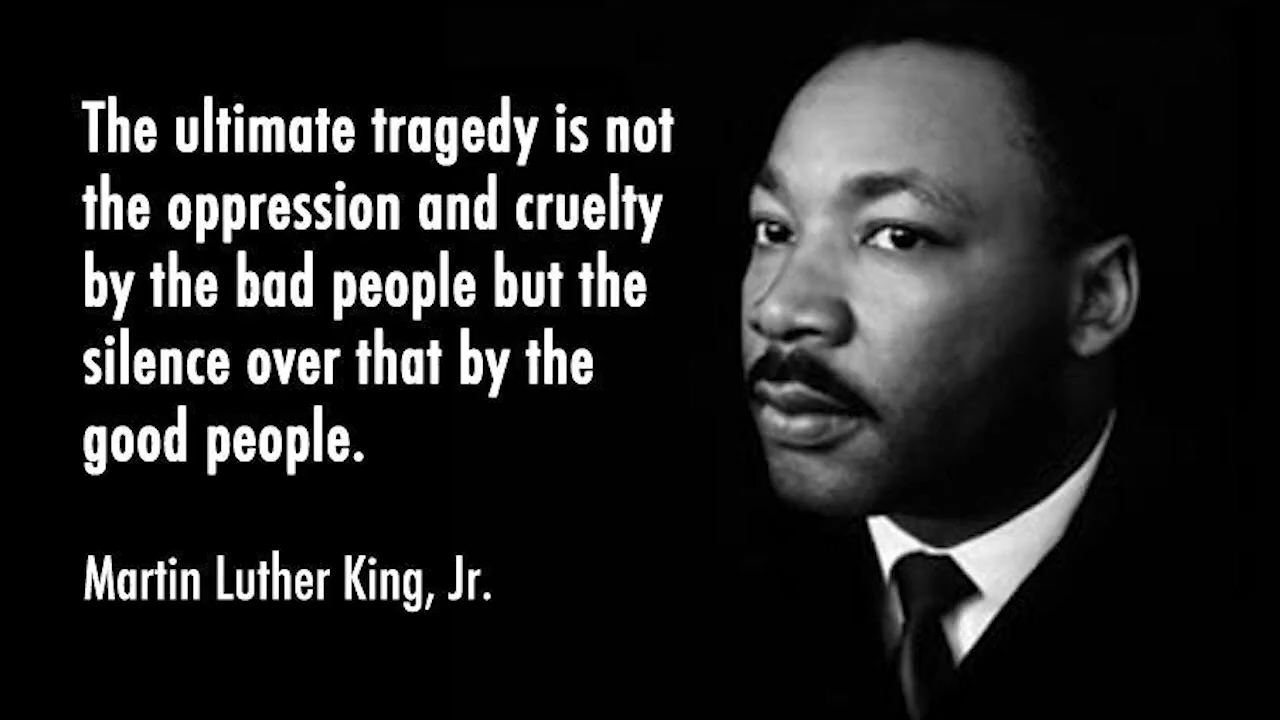 The ultimate tragedy is not
the oppression and cruelty
by the bad people but the
silence over that by the
good people.
Martin Luther King, Jr.